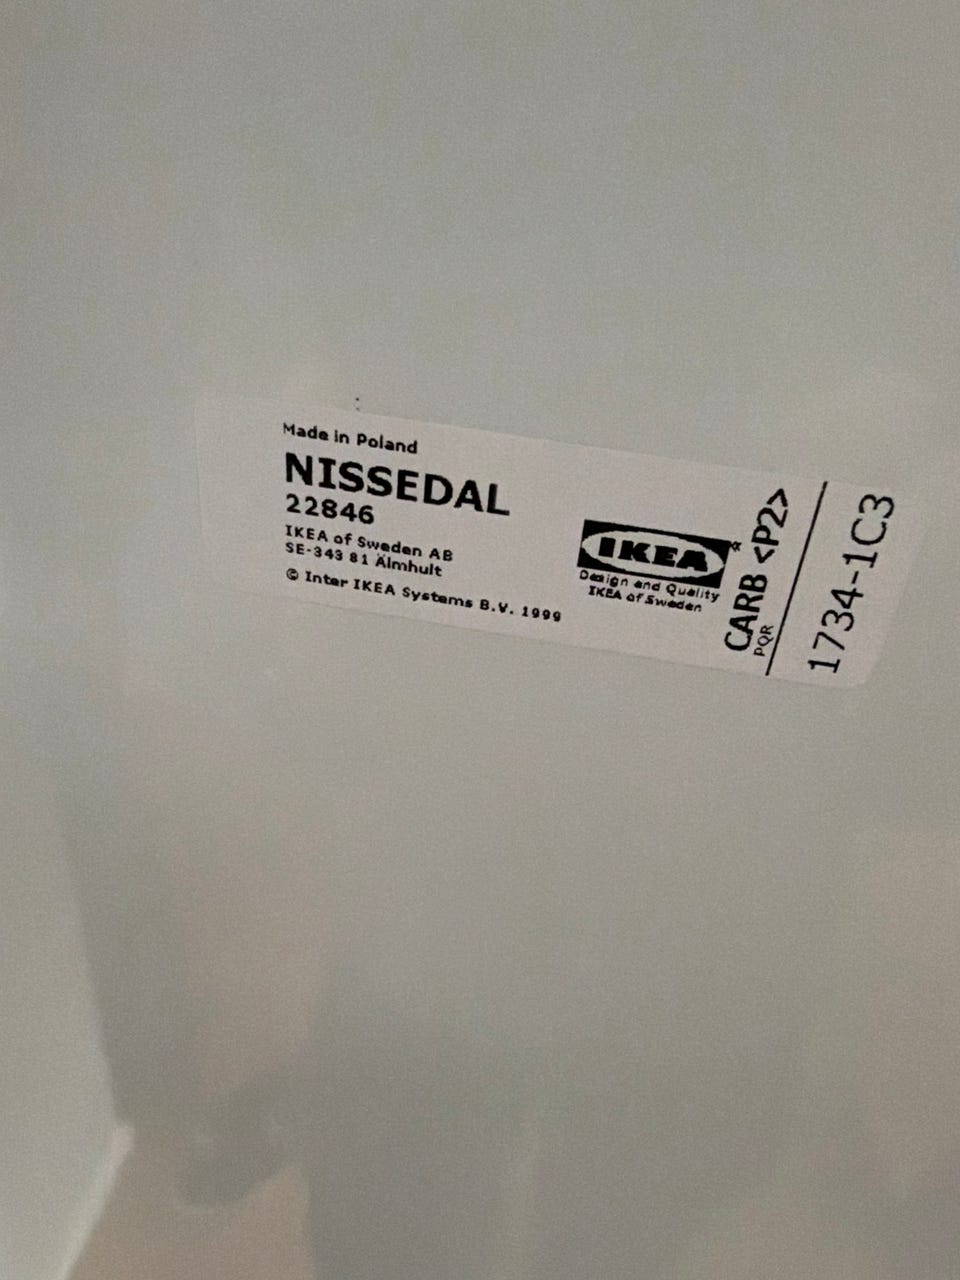 Made in Poland
NISSEDAL
22846
IKEA of Sweden AB
SE-343 81 Älmhult
© Inter IKEA Systems B.V. 1999
IKEA
Design and Quality
IKEA of Sweden
CARB <P2>
PQR
1734-1C3